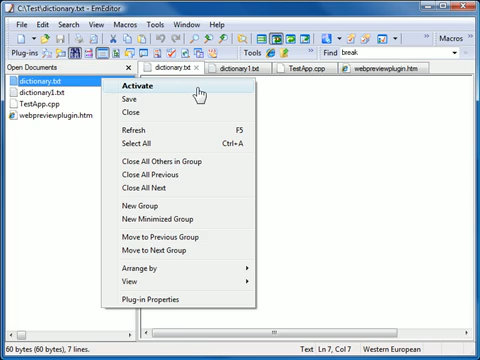 C:\Test\dictionary.txt - EmEditor
File Edit Search View Macros Tools Window Help
Macros
Plug-ins Tools Find break
Open Documents
dictionary.txt dictionary1.txt TestApp.cpp webpreviewplugin.htm
dictionary.txt
dictionary1.txt
TestApp.cpp
webpreviewplugin.htm
Activate
Save
Close
Refresh F5
Select All Ctrl+A
Close All Others in Group
Close All Previous
Close All Next
New Group
New Minimized Group
Move to Previous Group
Move to Next Group
Arrange by
View
Plug-in Properties
60 bytes (60 bytes), 7 lines. Text Ln 7, Col 7 Western European